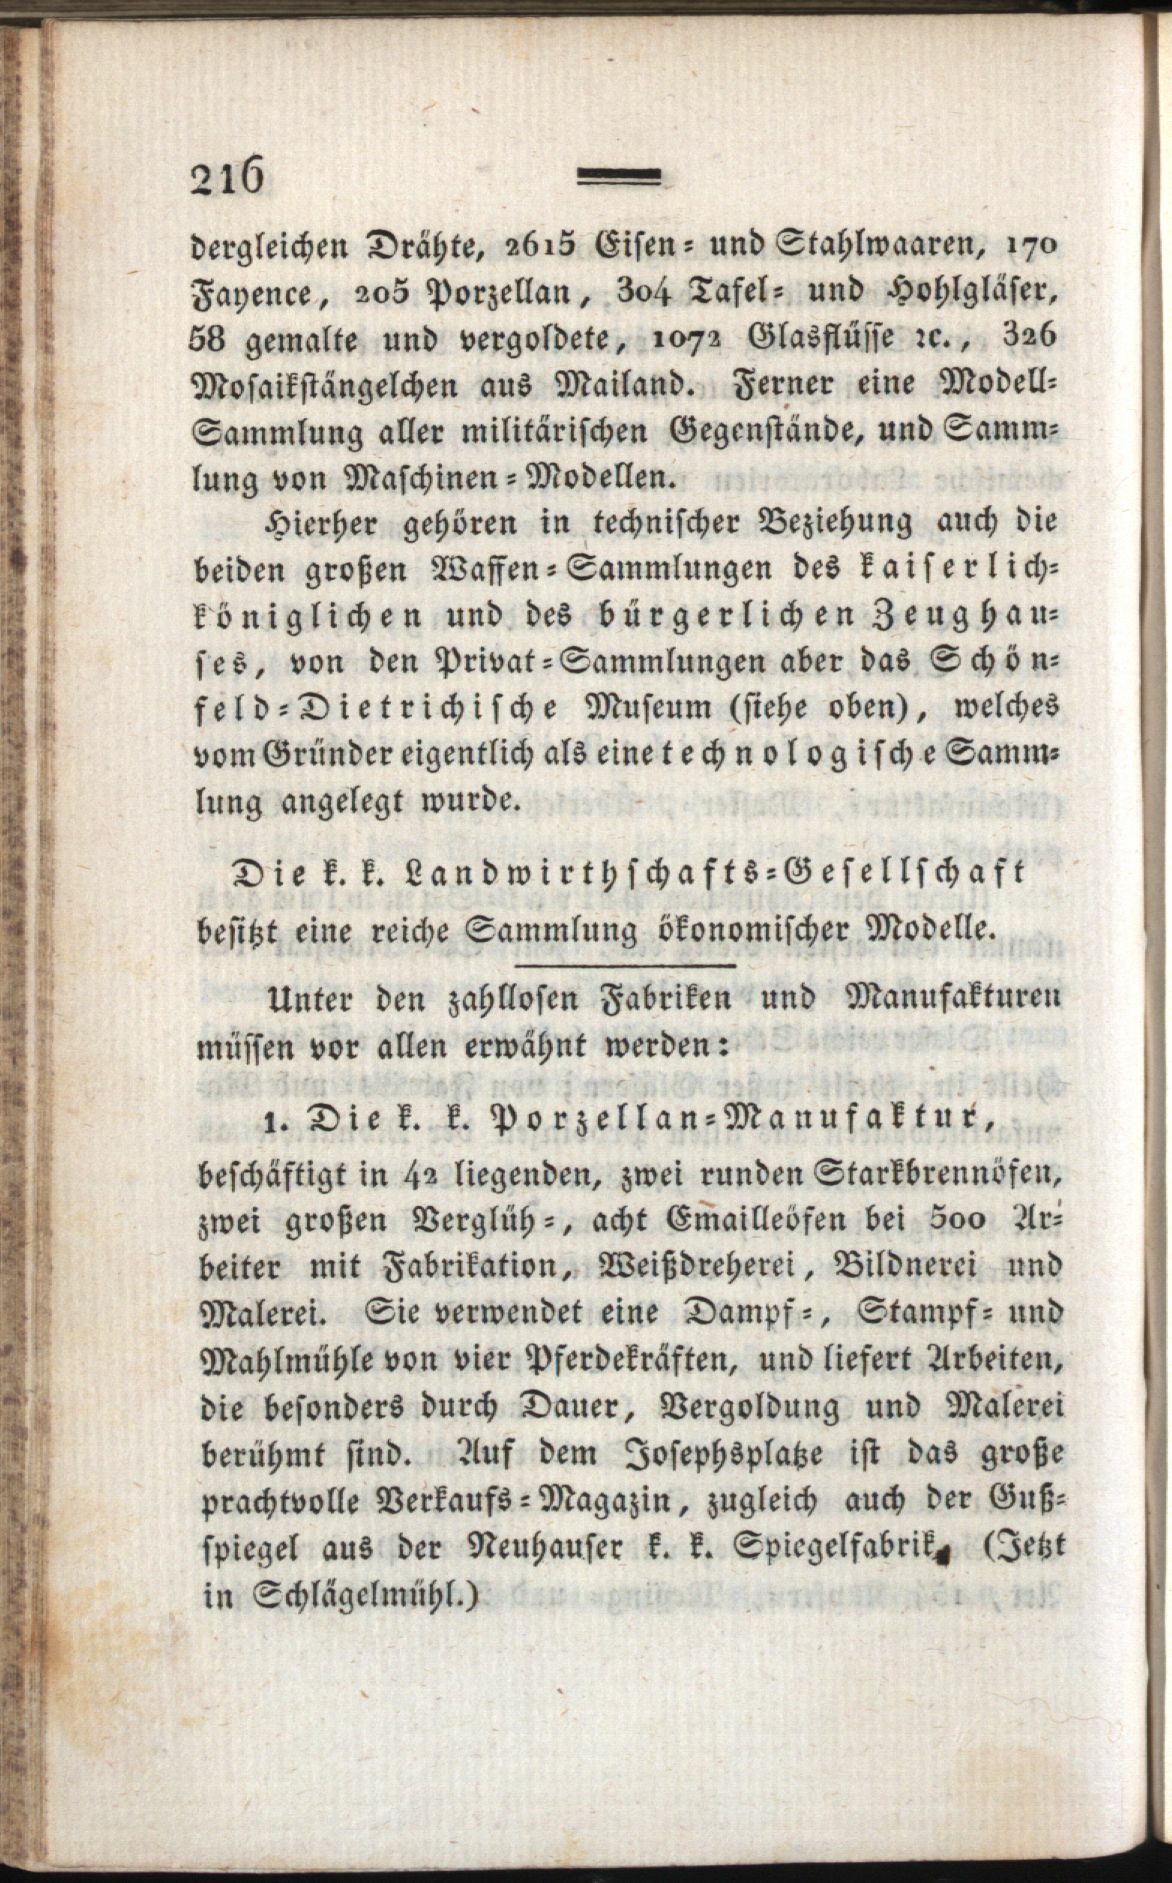 216
dergleichen Drähte, 2615 Eisen= und Stahlwaaren, 170
Fayence, 205 Porzellan, 304 Tafel= und Hohlgläser,
58 gemalte und vergoldete, 1072 Glasflüsse ꝛc., 326
Mosaikstängelchen aus Mailand. Ferner eine Modell=
Sammlung aller militärischen Gegenstände, und Samm=
lung von Maschinen=Modellen.
Hierher gehören in technischer Beziehung auch die
beiden großen Waffen=Sammlungen des kaiserlich=
königlichen und des bürgerlichen Zeughau=
ses, von den Privat=Sammlungen aber das Schön=
feld=Dietrichische Museum (siehe oben), welches
vom Gründer eigentlich als eine technologische Samm=
lung angelegt wurde.
Die k. k. Landwirthschafts=Gesellschaft
besitzt eine reiche Sammlung ökonomischer Modelle.
Unter den zahllosen Fabriken und Manufakturen
müssen vor allen erwähnt werden:
1. Die k. k. Porzellan=Manufaktur,
beschäftigt in 42 liegenden, zwei runden Starkbrennöfen,
zwei großen Verglüh=, acht Emailleöfen bei 500 Ar=
beiter mit Fabrikation, Weißdreherei, Bildnerei und
Malerei. Sie verwendet eine Dampf=, Stampf= und
Mahlmühle von vier Pferdekräften, und liefert Arbeiten,
die besonders durch Dauer, Vergoldung und Malerei
berühmt sind. Auf dem Josephsplatze ist das große
prachtvolle Verkaufs=Magazin, zugleich auch der Guß=
spiegel aus der Neuhauser k. k. Spiegelfabrik. (Jetzt
in Schlägelmühl.)